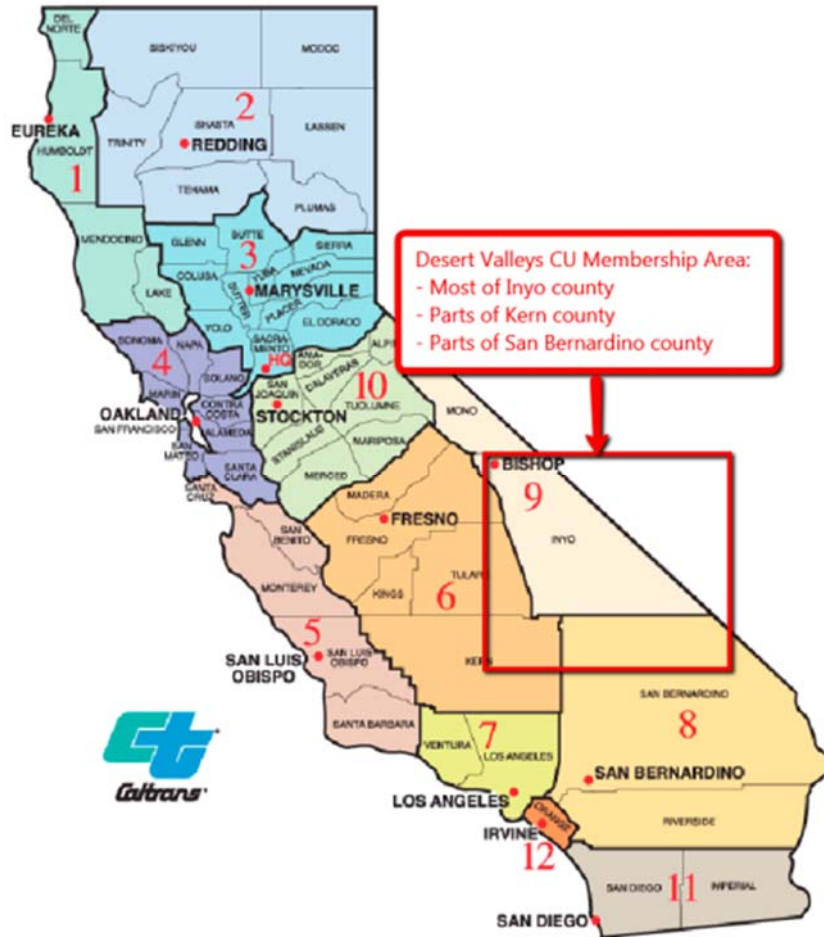 DEL
NORTE
SISKIYOU
MODOC
2
SHASTA
LASSEN
EUREKA
TRINITY
REDDING
HUMBOLDT
1
TEHAMA
PLUMAS
MENDOCINO
GLENN
BUTTE
3
SIERRA
COLUSA
YUBA
NEVADA
MARYSVILLE
LAKE
SUTTER
PLACER
YOLO
EL DORADO
SACRA-
MENTO
HQ
Desert Valleys CU Membership Area:
- Most of Inyo county
- Parts of Kern county
- Parts of San Bernardino county
SONOMA
NAPA
4
SOLANO
MARIN
AMA-
DOR
ALPINE
CALAVERAS
10
SAN
JOAQUIN
TUOLUMNE
STOCKTON
CONTRA
COSTA
OAKLAND
SAN FRANCISCO
ALAMEDA
STANISLAUS
MARIPOSA
SAN
MATEO
SANTA
CLARA
MERCED
SANTA
CRUZ
MONO
BISHOP
9
INYO
MADERA
FRESNO
FRESNO
SAN
BENITO
TULARE
KINGS
6
MONTEREY
5
SAN LUIS
OBISPO
SAN LUIS
OBISPO
KERN
SANTA BARBARA
SAN BERNARDINO
8
7
VENTURA
LOS ANGELES
SAN BERNARDINO
LOS ANGELES
ORANGE
IRVINE
12
RIVERSIDE
SAN DIEGO
11
IMPERIAL
SAN DIEGO
ct
Caltrans